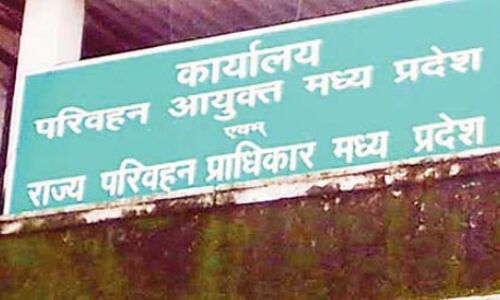 कार्यालय
परिवहन आयुक्त मध्य प्रदेश
एवम्
राज्य परिवहन प्राधिकार मध्य प्रदेश